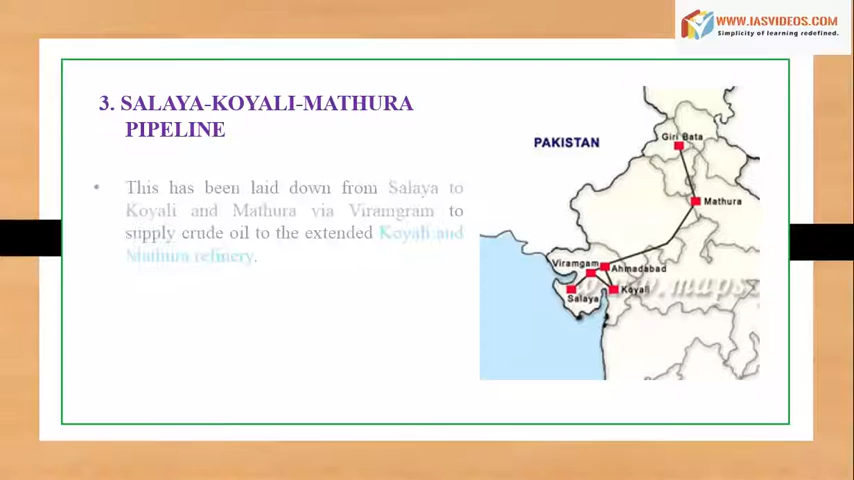 WWW.IASVIDEOS.COM
Simplicity of learning redefined.
3. SALAYA-KOYALI-MATHURA
PIPELINE
• This has been laid down from Salaya to
Koyali and Mathura via Viramgram to
supply crude oil to the extended Koyali and
Mathura refinery.
PAKISTAN
Giri Bata
Mathura
Viramgam
Ahmadabad
Koyali
Salaya